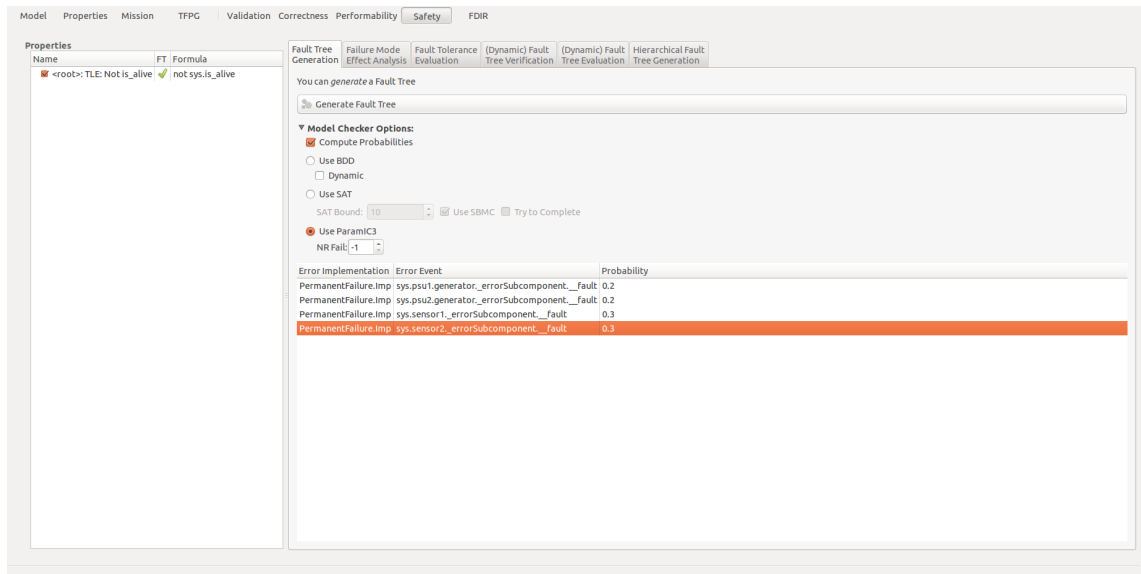 Model Properties Mission TFPG Validation Correctness Performability Safety FDIR
Properties
Name FT Formula
<root>: TLE: Not is_alive not sys.is_alive
Fault Tree Generation
Failure Mode Effect Analysis
Fault Tolerance Evaluation
(Dynamic) Fault Tree Verification
(Dynamic) Fault Tree Evaluation
Hierarchical Fault Tree Generation
You can generate a Fault Tree
Generate Fault Tree
Model Checker Options:
Compute Probabilities
Use BDD
Dynamic
Use SAT
SAT Bound: 10 Use SBMC Try to Complete
Use ParamIC3
NR Fail: -1
Error Implementation Error Event Probability
PermanentFailure.Imp sys.psu1.generator._errorSubcomponent.__fault 0.2
PermanentFailure.Imp sys.psu2.generator._errorSubcomponent.__fault 0.2
PermanentFailure.Imp sys.sensor1._errorSubcomponent.__fault 0.3
PermanentFailure.Imp sys.sensor2._errorSubcomponent.__fault 0.3